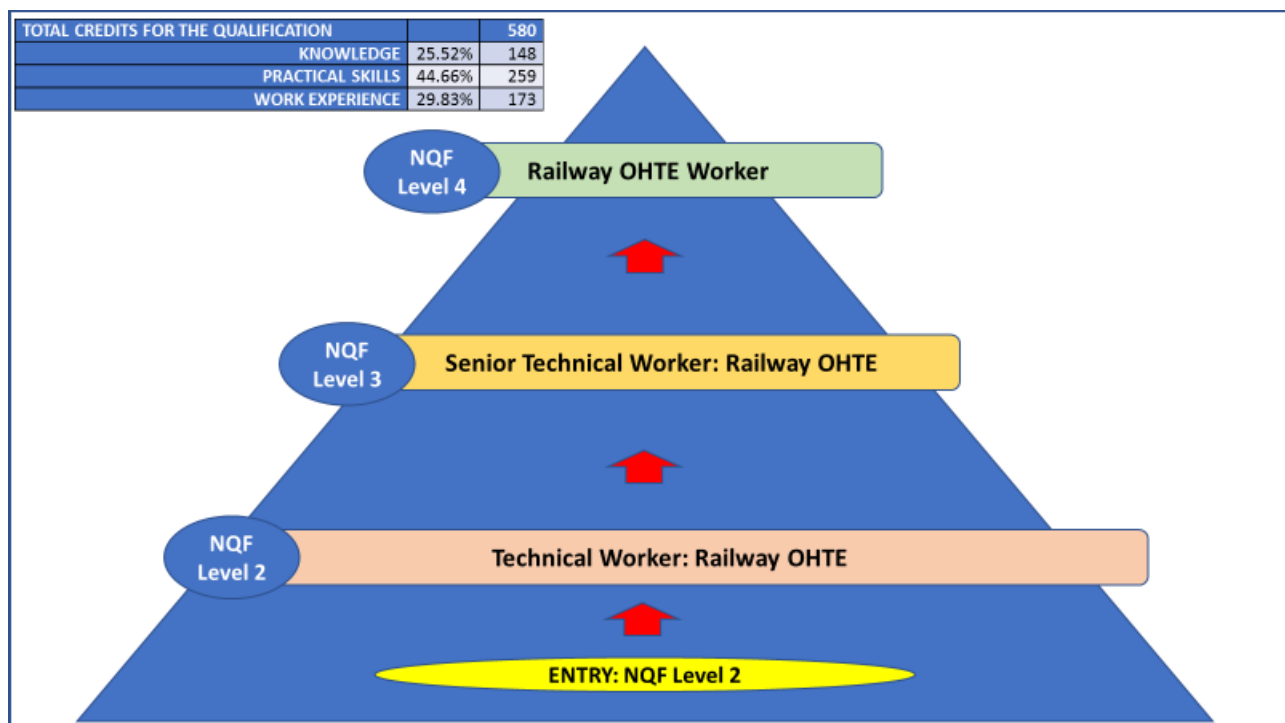 TOTAL CREDITS FOR THE QUALIFICATION 580
KNOWLEDGE 25.52% 148
PRACTICAL SKILLS 44.66% 259
WORK EXPERIENCE 29.83% 173
NQF
Level 4
Railway OHTE Worker
NQF
Level 3
Senior Technical Worker: Railway OHTE
NQF
Level 2
Technical Worker: Railway OHTE
ENTRY: NQF Level 2